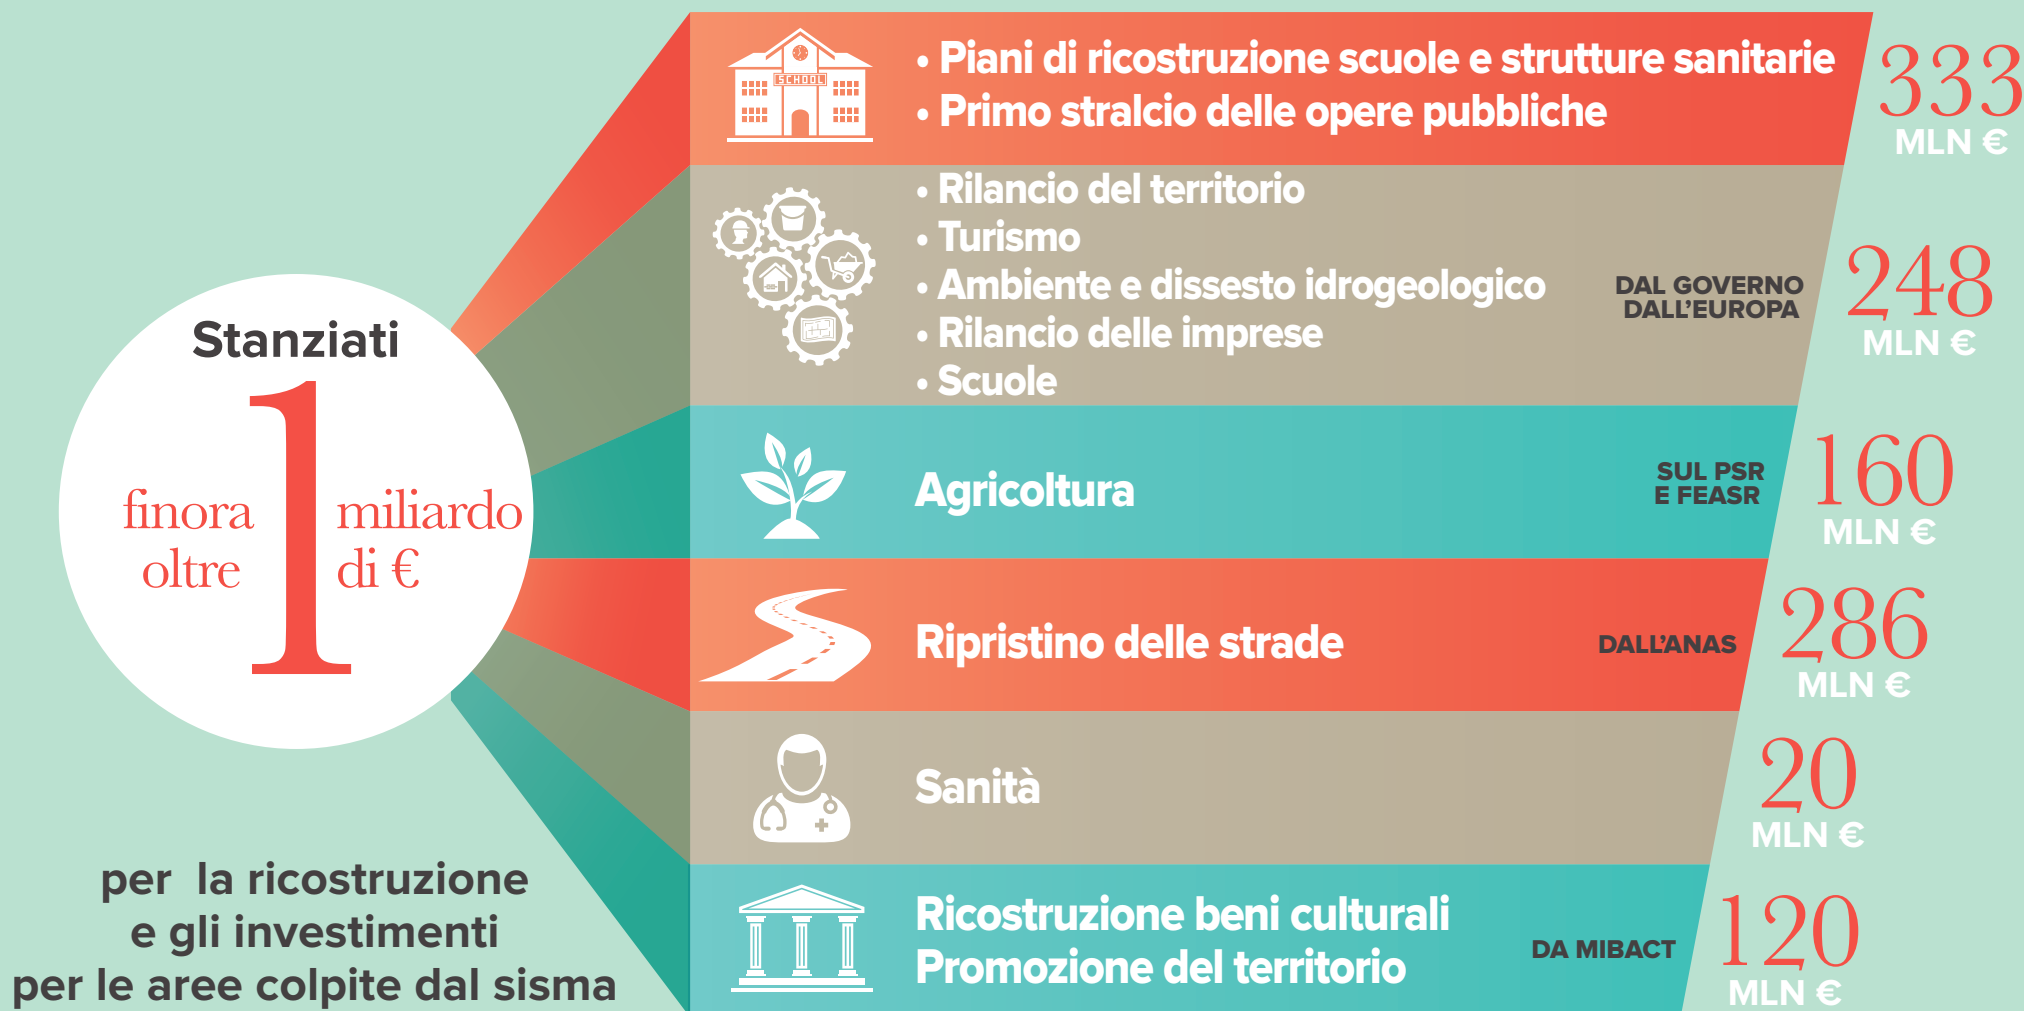 Stanziati
finora oltre 1 miliardo di €
per la ricostruzione
e gli investimenti
per le aree colpite dal sisma
SCHOOL
• Piani di ricostruzione scuole e strutture sanitarie
• Primo stralcio delle opere pubbliche
333
MLN €
• Rilancio del territorio
• Turismo
• Ambiente e dissesto idrogeologico
• Rilancio delle imprese
• Scuole
DAL GOVERNO
DALL'EUROPA
248
MLN €
Agricoltura
SUL PSR
E FEASR
160
MLN €
Ripristino delle strade
DALL'ANAS
286
MLN €
Sanità
20
MLN €
Ricostruzione beni culturali
Promozione del territorio
DA MIBACT
120
MLN €